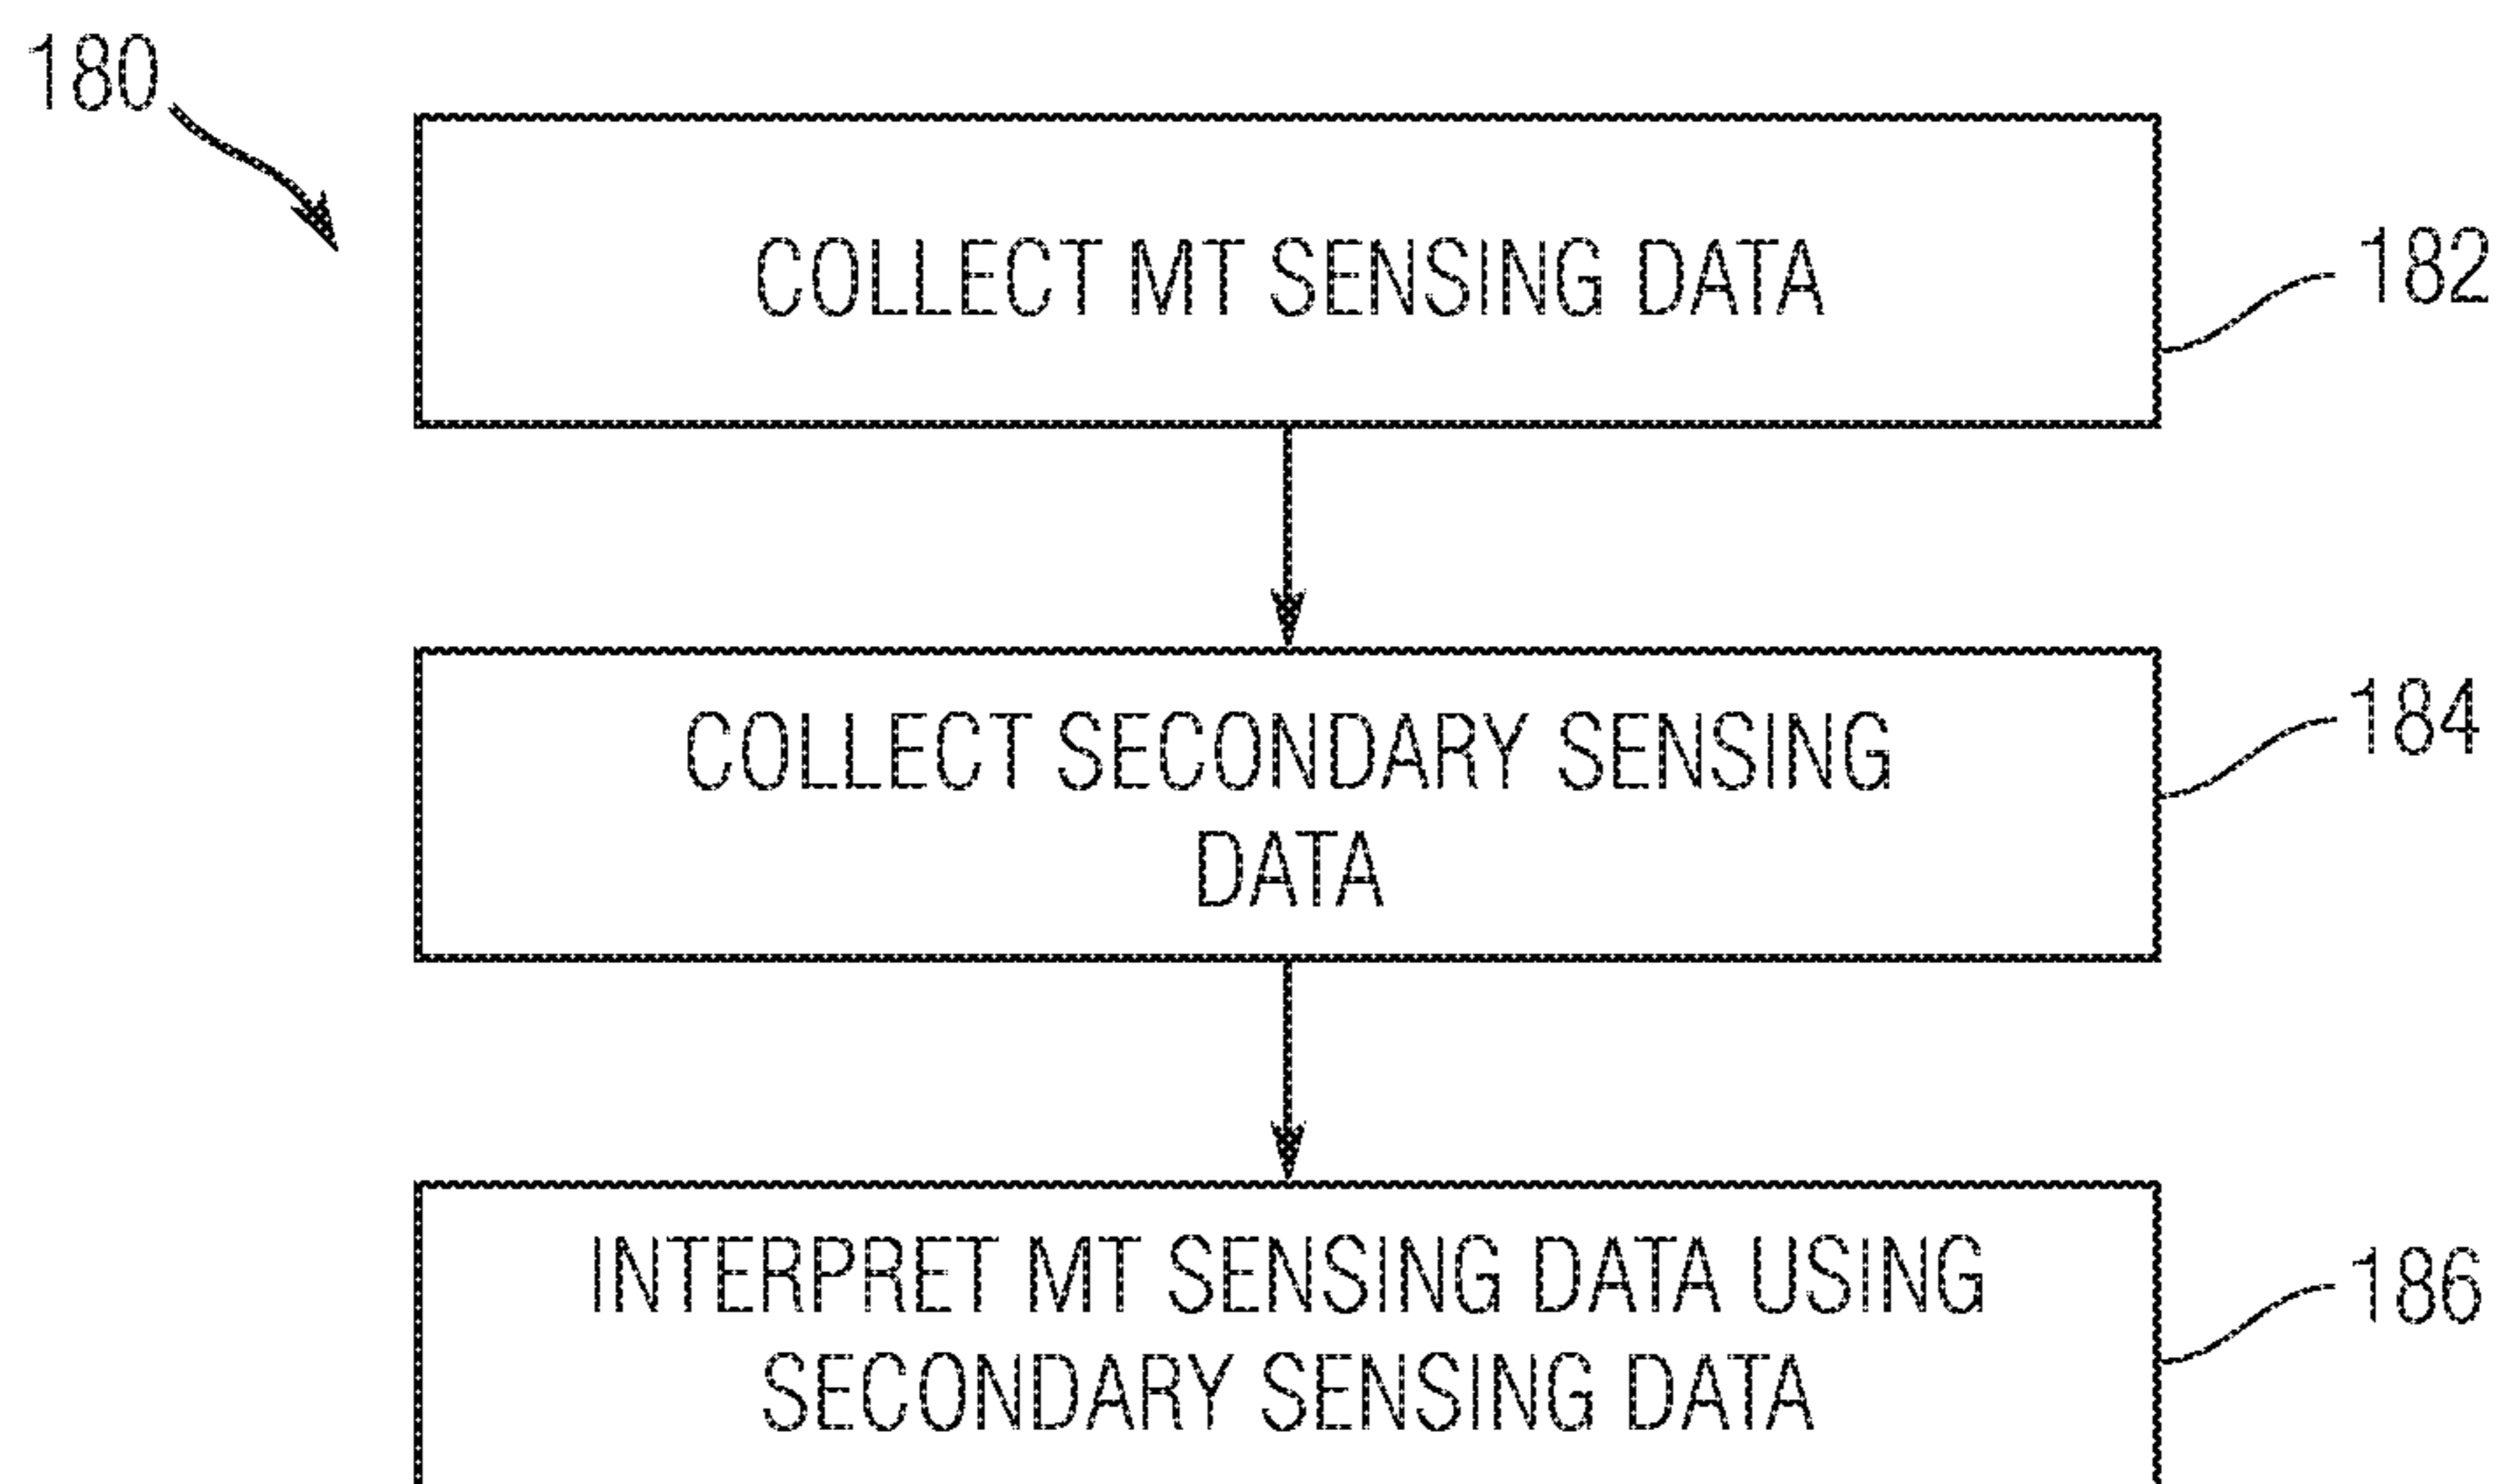 180
COLLECT MT SENSING DATA
182
COLLECT SECONDARY SENSING
DATA
184
INTERPRET MT SENSING DATA USING
SECONDARY SENSING DATA
186